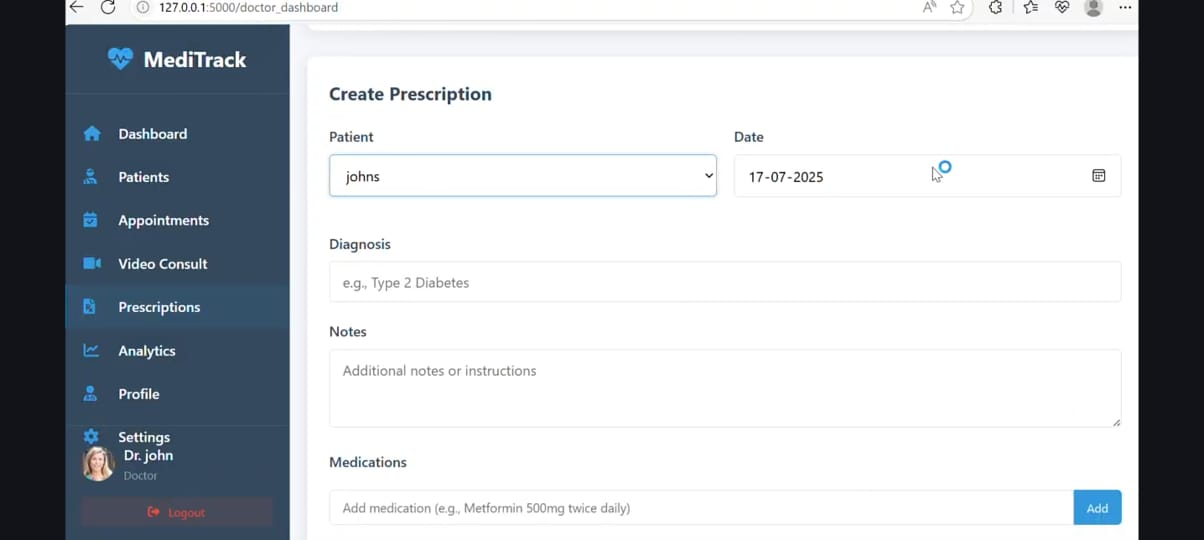 127.0.0.1:5000/doctor_dashboard
MediTrack
Dashboard
Patients
Appointments
Video Consult
Prescriptions
Analytics
Profile
Settings
Dr. john
Doctor
Logout
Create Prescription
Patient
Date
johns
17-07-2025
Diagnosis
e.g., Type 2 Diabetes
Notes
Additional notes or instructions
Medications
Add medication (e.g., Metformin 500mg twice daily)
Add